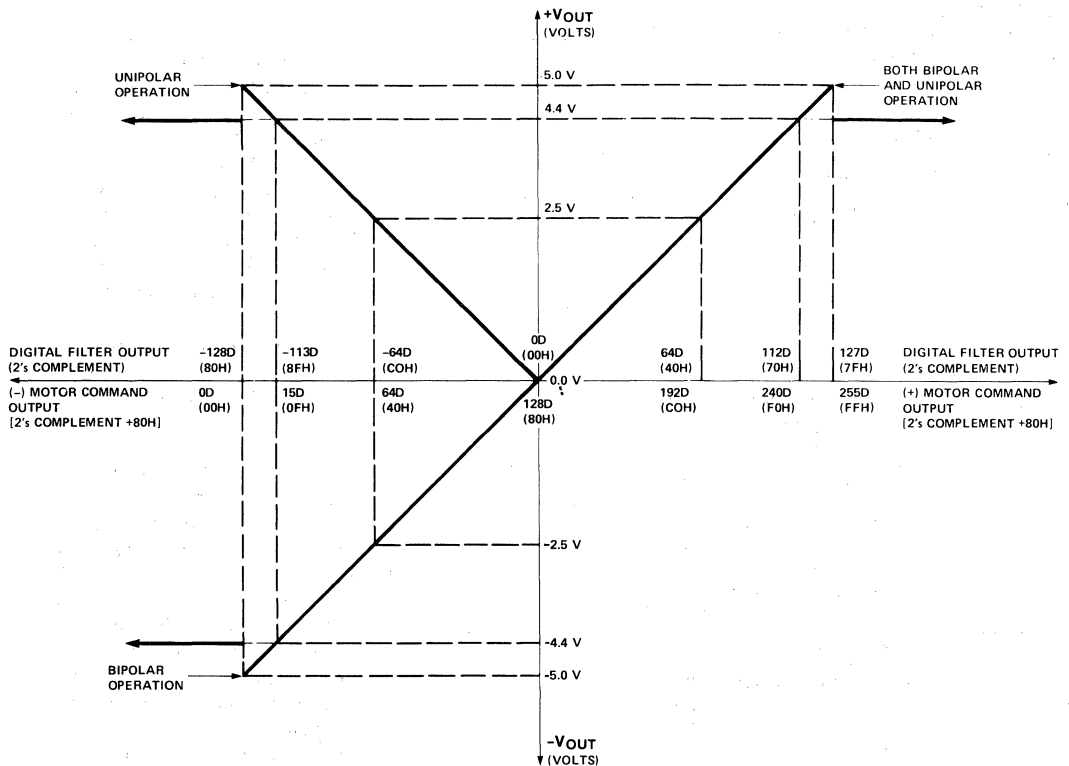 +VOUT
(VOLTS)
UNIPOLAR
OPERATION
5.0 V
BOTH BIPOLAR
AND UNIPOLAR
OPERATION
4.4 V
2.5 V
0D
(00H)
DIGITAL FILTER OUTPUT
(2's COMPLEMENT)
-128D
(80H)
-113D
(8FH)
-64D
(COH)
64D
(40H)
112D
(70H)
127D
(7FH)
DIGITAL FILTER OUTPUT
(2's COMPLEMENT)
0.0 V
(-) MOTOR COMMAND
OUTPUT
[2's COMPLEMENT +80H]
0D
(00H)
15D
(0FH)
64D
(40H)
128D
(80H)
192D
(COH)
240D
(F0H)
255D
(FFH)
(+) MOTOR COMMAND
OUTPUT
[2's COMPLEMENT +80H]
-2.5 V
-4.4 V
BIPOLAR
OPERATION
-5.0 V
-VOUT
(VOLTS)